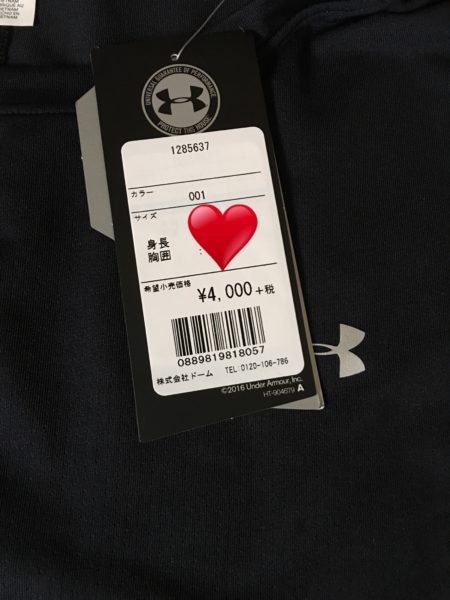 VIETNAM
UNIVERSAL GUARANTEE OF PERFORMANCE
PROTECT THIS HOUSE
1285637
カラー
001
サイズ
身長
胸囲 :
希望小売価格
¥4,000 +税
0889819818057
株式会社ドーム TEL:0120-106-786
©2016 Under Armour, Inc.
HT-904679 A